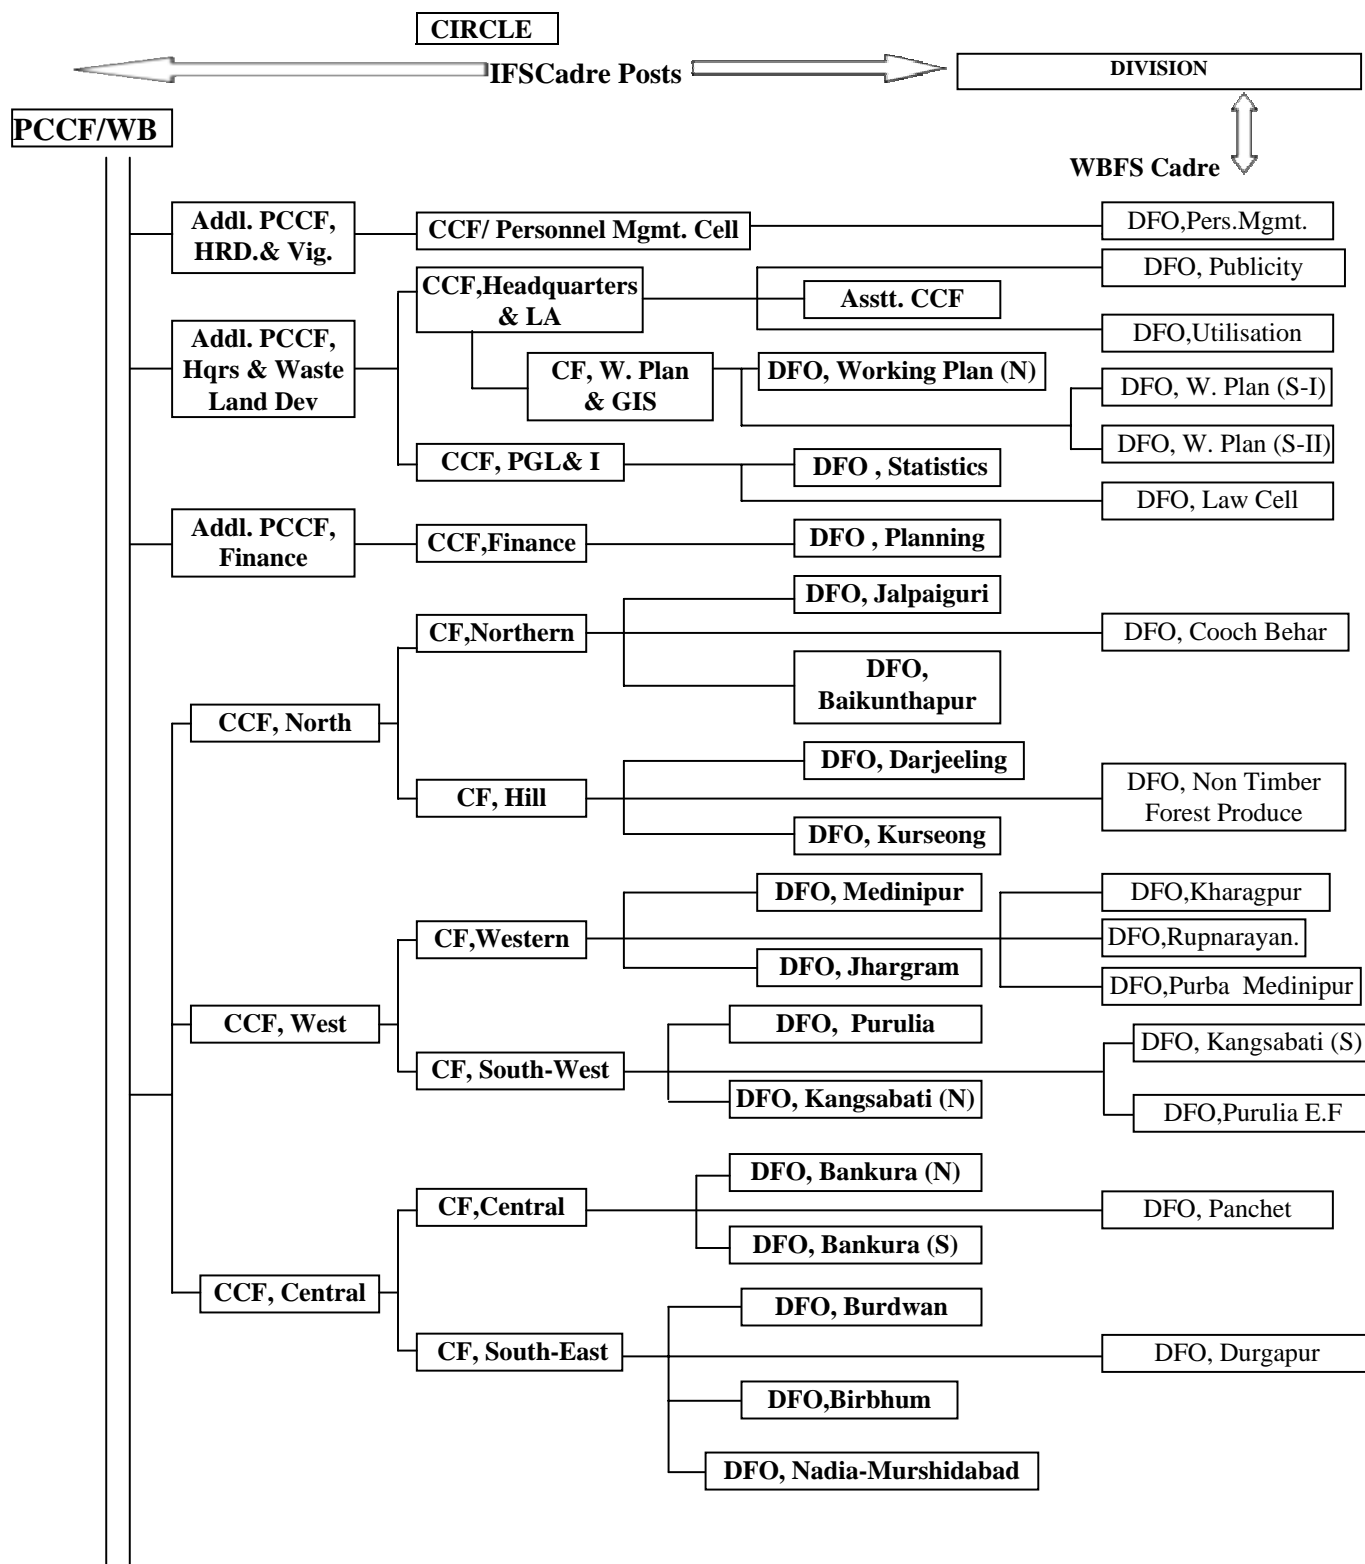 CIRCLE
IFSCadre Posts
DIVISION
PCCF/WB
WBFS Cadre
Addl. PCCF,
HRD.& Vig.
CCF/ Personnel Mgmt. Cell
DFO,Pers.Mgmt.
CCF,Headquarters
& LA
DFO, Publicity
Asstt. CCF
DFO,Utilisation
Addl. PCCF,
Hqrs & Waste
Land Dev
CF, W. Plan
& GIS
DFO, Working Plan (N)
DFO, W. Plan (S-I)
DFO, W. Plan (S-II)
CCF, PGL& I
DFO , Statistics
DFO, Law Cell
Addl. PCCF,
Finance
CCF,Finance
DFO , Planning
CCF, North
CF,Northern
DFO, Jalpaiguri
DFO, Cooch Behar
DFO,
Baikunthapur
CF, Hill
DFO, Darjeeling
DFO, Non Timber
Forest Produce
DFO, Kurseong
CCF, West
CF,Western
DFO, Medinipur
DFO, Jhargram
DFO,Kharagpur
DFO,Rupnarayan.
DFO,Purba  Medinipur
CF, South-West
DFO,  Purulia
DFO, Kangsabati (N)
DFO, Kangsabati (S)
DFO,Purulia E.F
CCF, Central
CF,Central
DFO, Bankura (N)
DFO, Bankura (S)
DFO, Panchet
CF, South-East
DFO, Burdwan
DFO, Durgapur
DFO,Birbhum
DFO, Nadia-Murshidabad